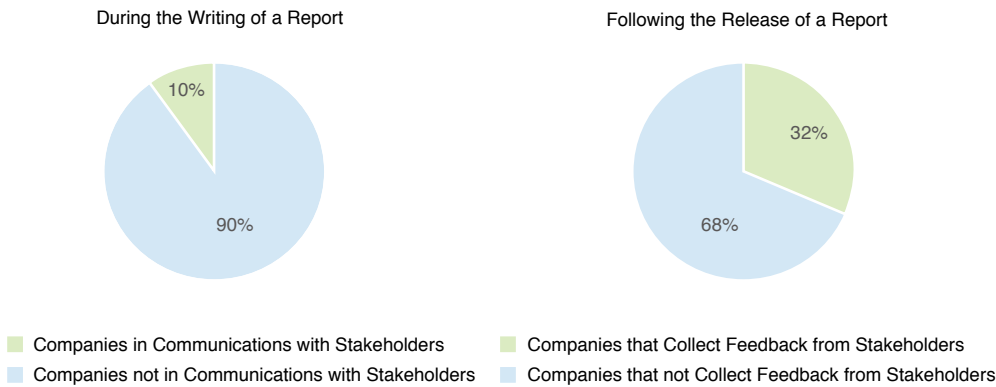 During the Writing of a Report
10%
90%
Companies in Communications with Stakeholders
Companies not in Communications with Stakeholders
Following the Release of a Report
32%
68%
Companies that Collect Feedback from Stakeholders
Companies that not Collect Feedback from Stakeholders